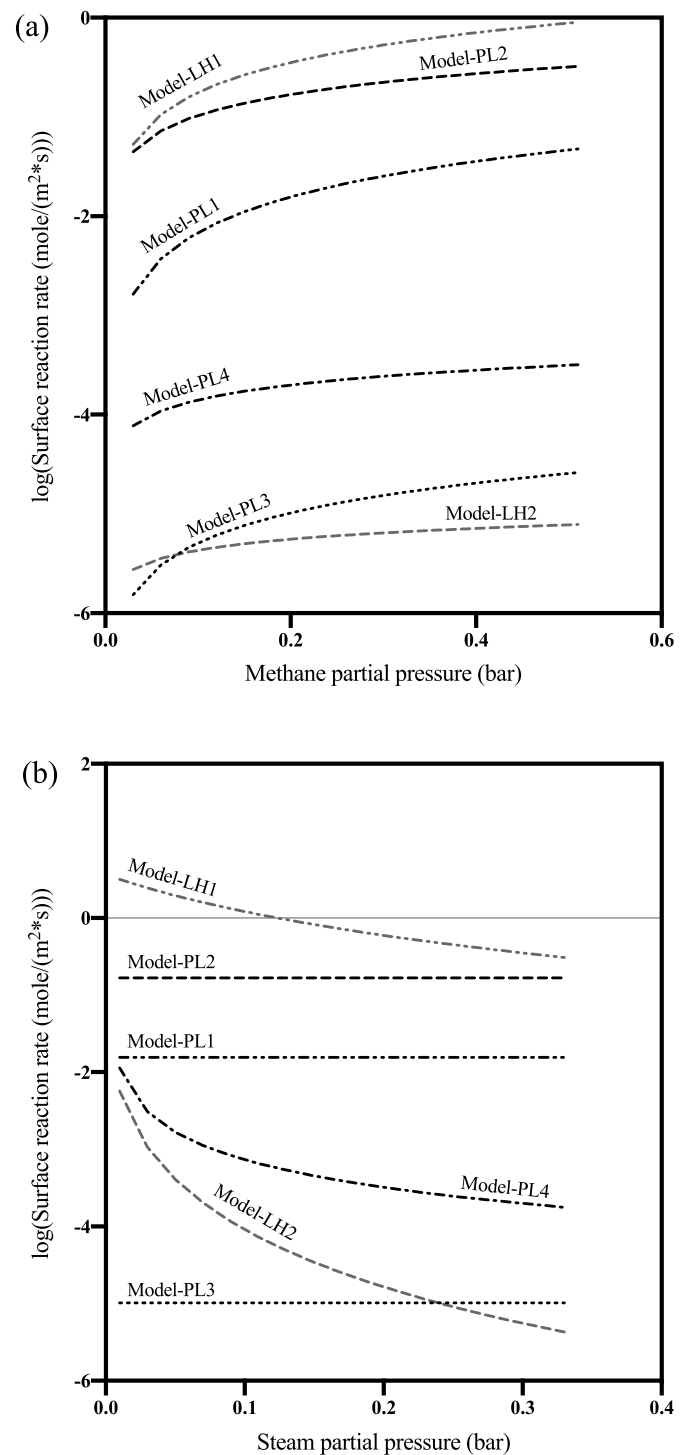 (a)
0
Model-LH1
Model-PL2
Model-PL1
-2
Model-PL4
-4
Model-PL3
Model-LH2
-6
0.0 0.2 0.4 0.6
log(Surface reaction rate (mole/(m²*s)))
Methane partial pressure (bar)
(b)
2
Model-LH1
0
Model-PL2
Model-PL1
-2
Model-PL4
Model-LH2
-4
Model-PL3
-6
0.0 0.1 0.2 0.3 0.4
log(Surface reaction rate (mole/(m²*s)))
Steam partial pressure (bar)